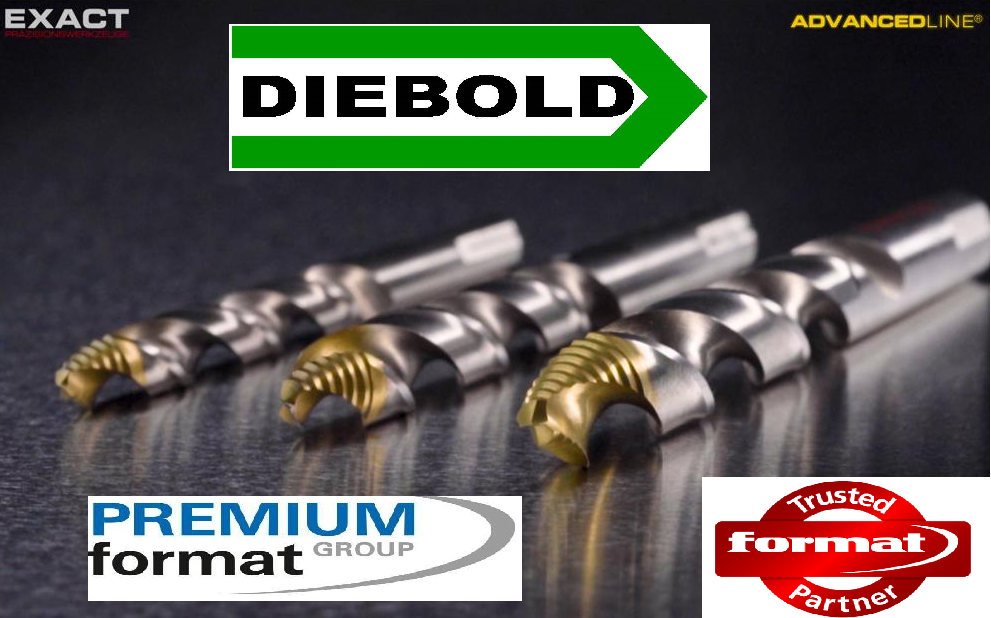 EXACT
PRÄZISIONSWERKZEUGE
ADVANCEDLINE®
DIEBOLD
PREMIUM
format GROUP
Trusted
format
Partner